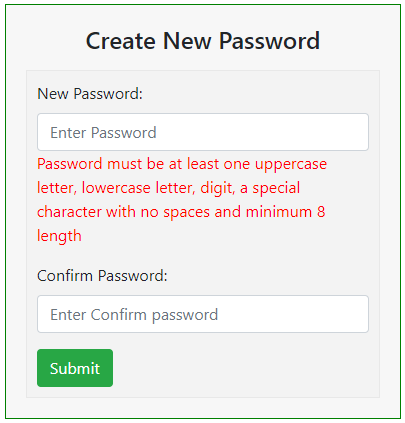 Create New Password
New Password:
Enter Password
Password must be at least one uppercase
letter, lowercase letter, digit, a special
character with no spaces and minimum 8
length
Confirm Password:
Enter Confirm password
Submit